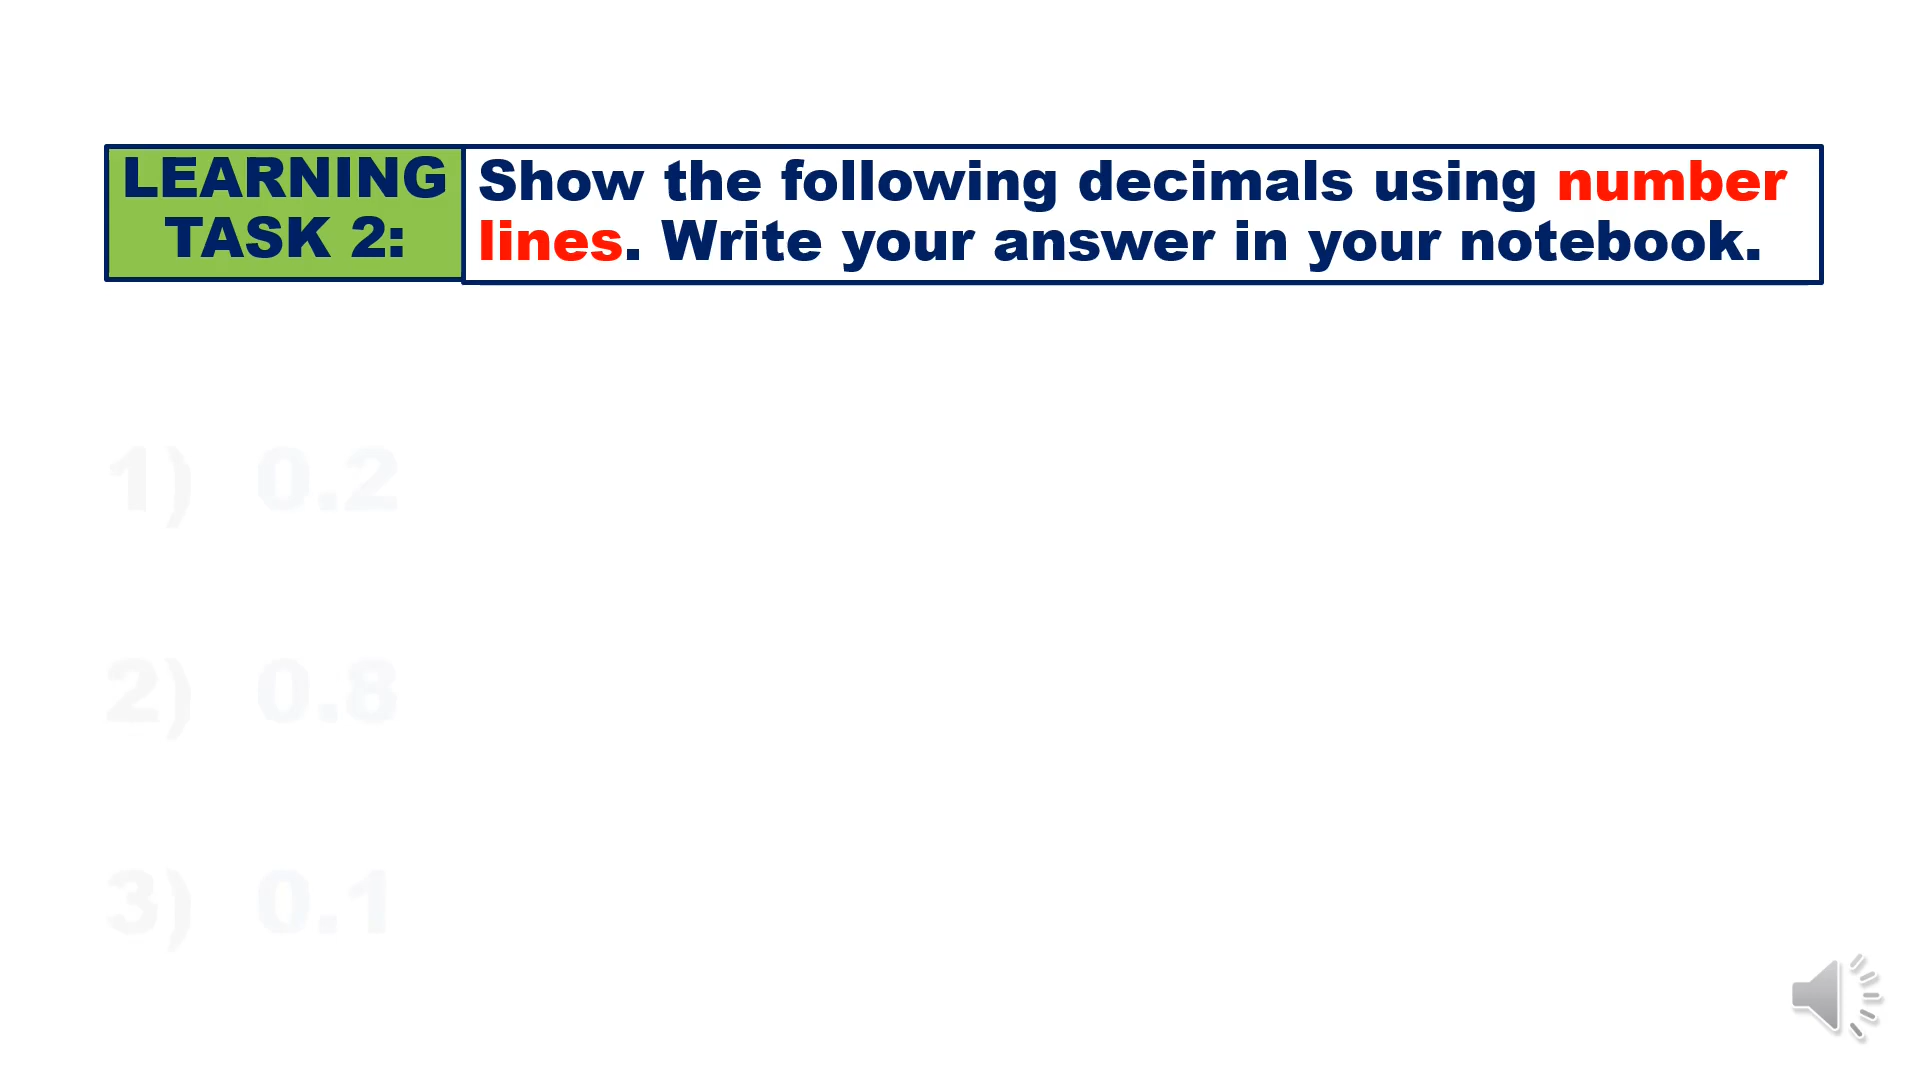 LEARNING
TASK 2:
Show the following decimals using number
lines. Write your answer in your notebook.
1) 0.2
2) 0.8
3) 0.1